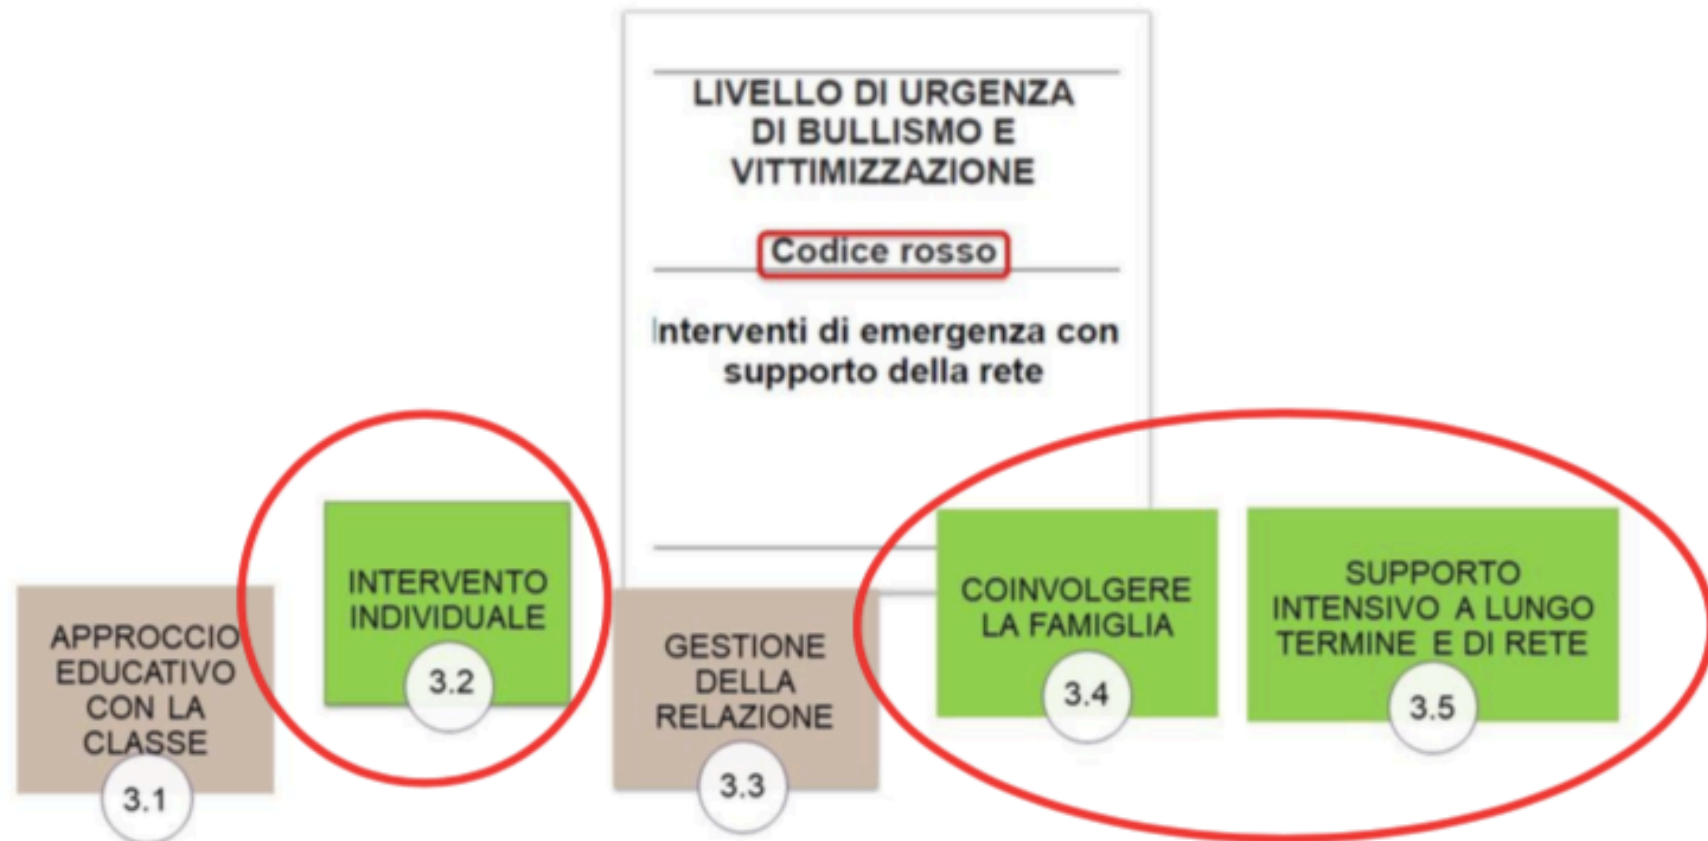 LIVELLO DI URGENZA
DI BULLISMO E
VITTIMIZZAZIONE
Codice rosso
Interventi di emergenza con
supporto della rete
APPROCCIO
EDUCATIVO
CON LA
CLASSE
3.1
INTERVENTO
INDIVIDUALE
3.2
GESTIONE
DELLA
RELAZIONE
3.3
COINVOLGERE
LA FAMIGLIA
3.4
SUPPORTO
INTENSIVO A LUNGO
TERMINE E DI RETE
3.5